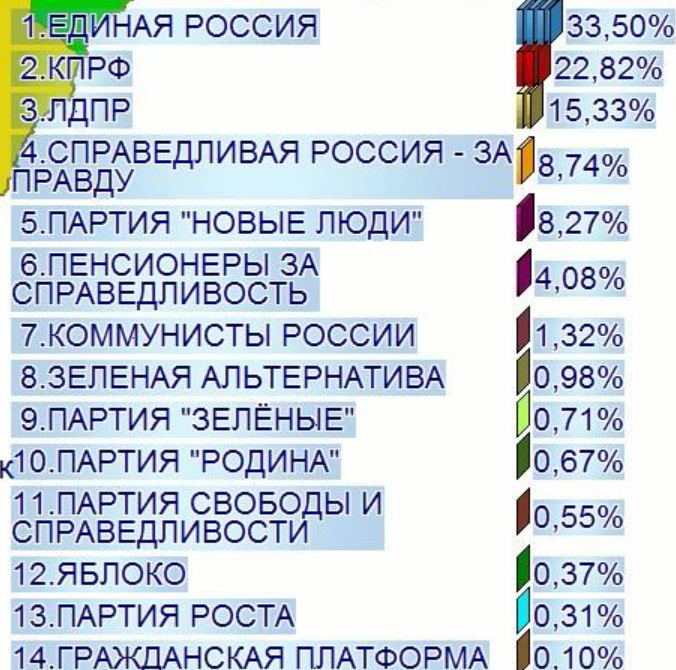 1.ЕДИНАЯ РОССИЯ 33,50%
2.КПРФ 22,82%
3.ЛДПР 15,33%
4.СПРАВЕДЛИВАЯ РОССИЯ - ЗА
ПРАВДУ 8,74%
5.ПАРТИЯ "НОВЫЕ ЛЮДИ" 8,27%
6.ПЕНСИОНЕРЫ ЗА
СПРАВЕДЛИВОСТЬ 4,08%
7.КОММУНИСТЫ РОССИИ 1,32%
8.ЗЕЛЕНАЯ АЛЬТЕРНАТИВА 0,98%
9.ПАРТИЯ "ЗЕЛЁНЫЕ" 0,71%
к10.ПАРТИЯ "РОДИНА" 0,67%
11.ПАРТИЯ СВОБОДЫ И
СПРАВЕДЛИВОСТИ 0,55%
12.ЯБЛОКО 0,37%
13.ПАРТИЯ РОСТА 0,31%
14.ГРАЖДАНСКАЯ ПЛАТФОРМА 0,10%